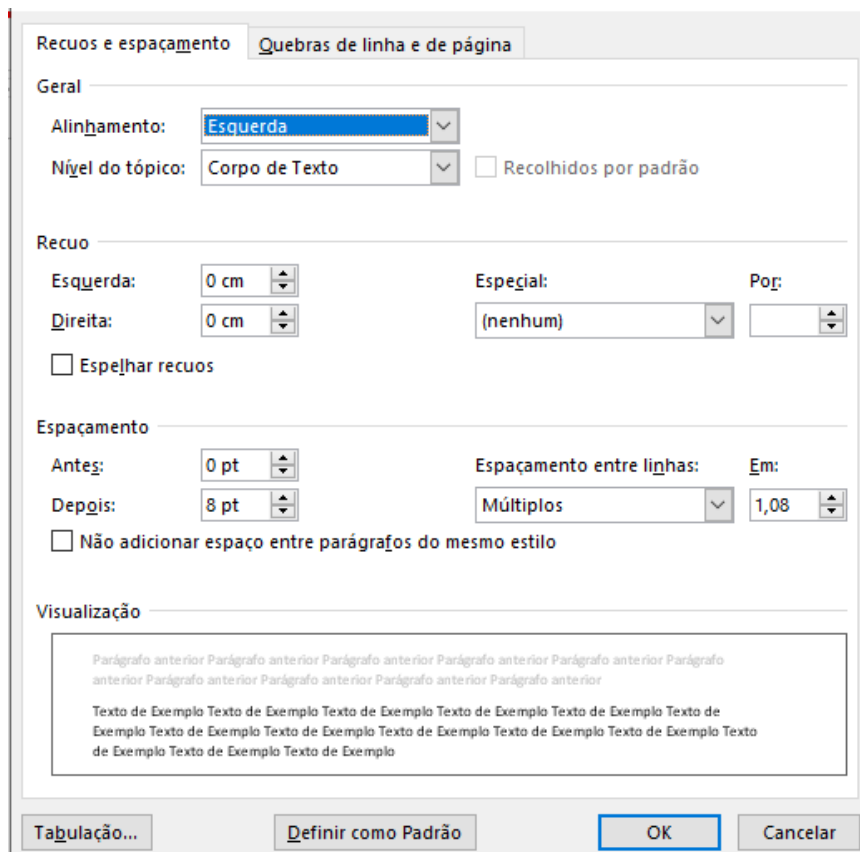 Recuos e espaçamento Quebras de linha e de página
Geral
Alinhamento: Esquerda
Nível do tópico: Corpo de Texto Recolhidos por padrão
Recuo
Esquerda: 0 cm Especial: Por:
Direita: 0 cm (nenhum)
Espelhar recuos
Espaçamento
Antes: 0 pt Espaçamento entre linhas: Em:
Depois: 8 pt Múltiplos 1,08
Não adicionar espaço entre parágrafos do mesmo estilo
Visualização
Parágrafo anterior Parágrafo anterior Parágrafo anterior Parágrafo anterior Parágrafo anterior Parágrafo
anterior Parágrafo anterior Parágrafo anterior Parágrafo anterior Parágrafo anterior
Texto de Exemplo Texto de Exemplo Texto de Exemplo Texto de Exemplo Texto de Exemplo Texto de
Exemplo Texto de Exemplo Texto de Exemplo Texto de Exemplo Texto de Exemplo Texto de Exemplo Texto
de Exemplo Texto de Exemplo Texto de Exemplo
Tabulação... Definir como Padrão OK Cancelar